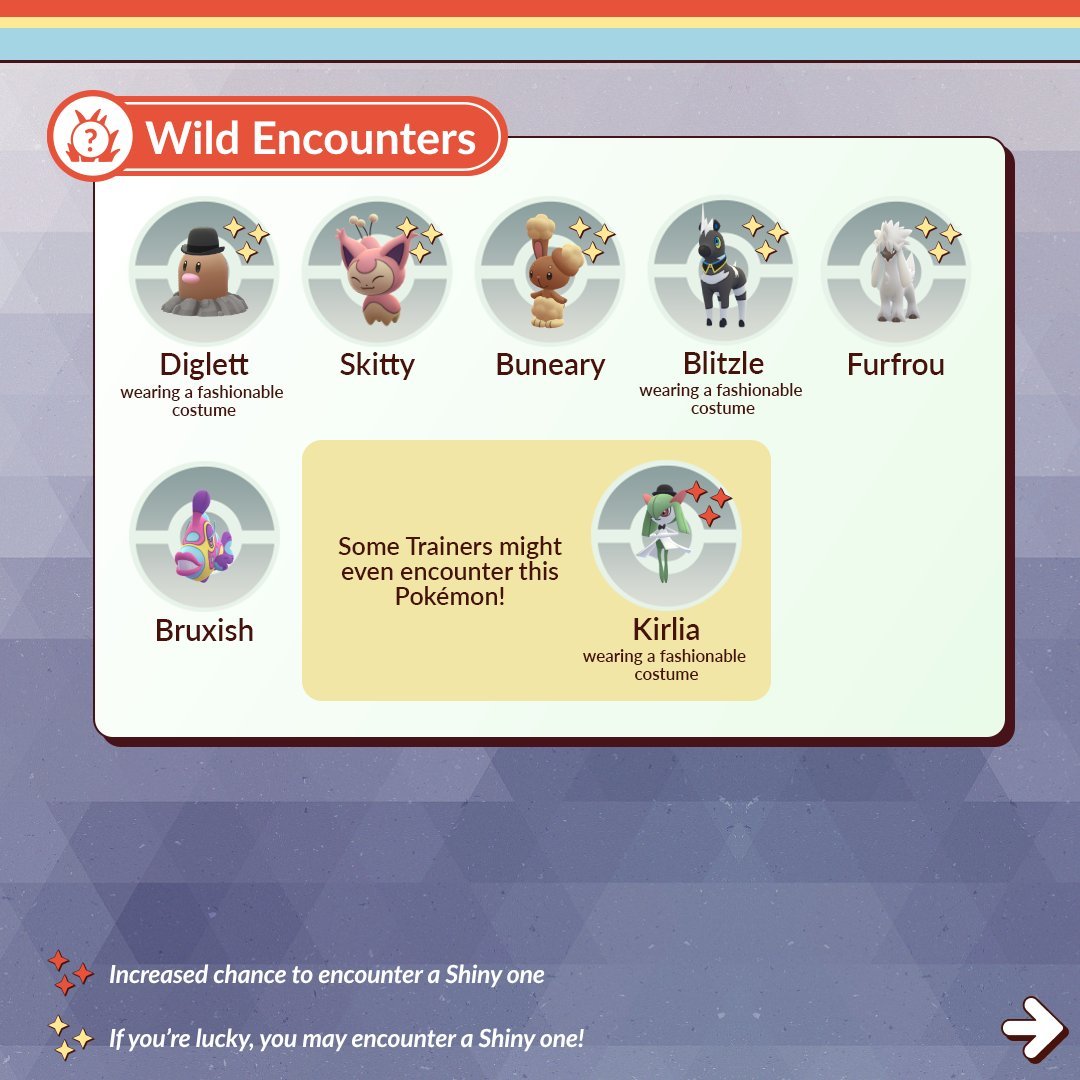 ?
Wild Encounters
Diglett
wearing a fashionable
costume
Skitty
Buneary
Blitzle
wearing a fashionable
costume
Furfrou
Bruxish
Some Trainers might
even encounter this
Pokémon!
Kirlia
wearing a fashionable
costume
Increased chance to encounter a Shiny one
If you’re lucky, you may encounter a Shiny one!